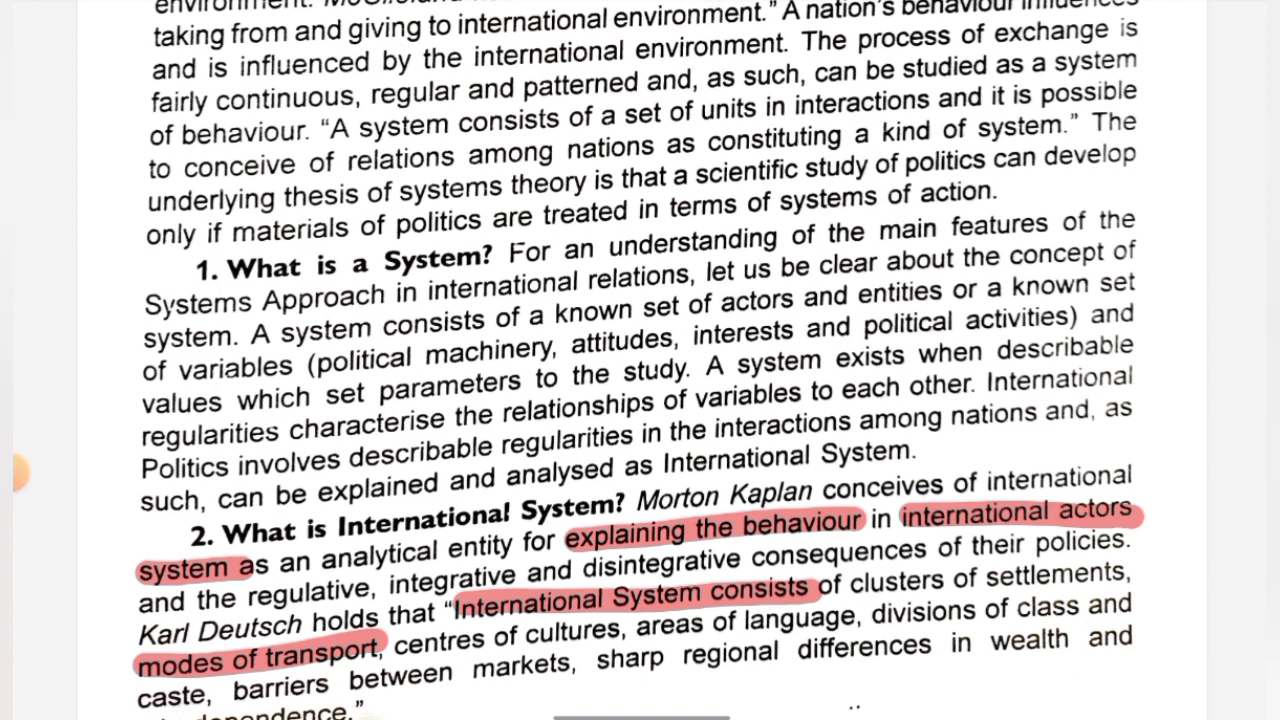 taking from and giving to international environment.” A nation’s behaviour influences
and is influenced by the international environment. The process of exchange is
fairly continuous, regular and patterned and, as such, can be studied as a system
of behaviour. “A system consists of a set of units in interactions and it is possible
to conceive of relations among nations as constituting a kind of system.” The
underlying thesis of systems theory is that a scientific study of politics can develop
only if materials of politics are treated in terms of systems of action.
1. What is a System? For an understanding of the main features of the
Systems Approach in international relations, let us be clear about the concept of
system. A system consists of a known set of actors and entities or a known set
of variables (political machinery, attitudes, interests and political activities) and
values which set parameters to the study. A system exists when describable
regularities characterise the relationships of variables to each other. International
Politics involves describable regularities in the interactions among nations and, as
such, can be explained and analysed as International System.
2. What is International System? Morton Kaplan conceives of international
system as an analytical entity for explaining the behaviour in international actors
and the regulative, integrative and disintegrative consequences of their policies.
Karl Deutsch holds that “International System consists of clusters of settlements,
modes of transport, centres of cultures, areas of language, divisions of class and
caste, barriers between markets, sharp regional differences in wealth and